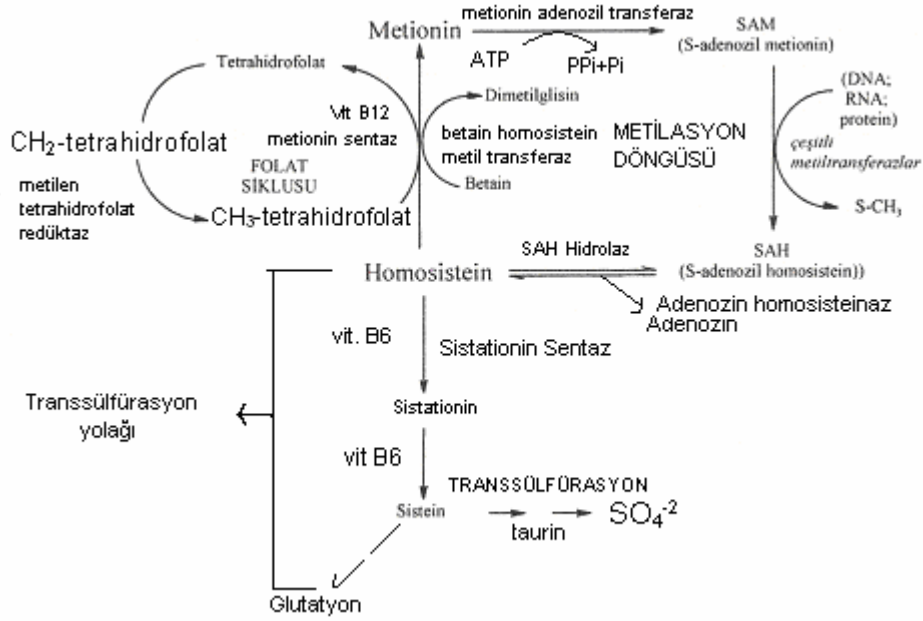 metionin adenozil transferaz
Metionin
SAM
(S-adenozil metionin)
ATP
PPi+Pi
Tetrahidrofolat
Dimetilglisin
(DNA;
RNA;
protein)
Vit B12
metionin sentaz
betain homosistein
metil transferaz
METİLASYON
DÖNGÜSÜ
CH₂-tetrahidrofolat
çeşitli
metiltransferazlar
FOLAT
SİKLUSU
Betain
metilen
tetrahidrofolat
redüktaz
CH₃-tetrahidrofolat
S-CH₃
SAH Hidrolaz
SAH
(S-adenozil homosistein))
Homosistein
Adenozin homosisteinaz
Adenozın
vit. B6
Sistationin Sentaz
Transsülfürasyon
yolağı
Sistationin
vit B6
TRANSSÜLFÜRASYON
Sistein
taurin
SO₄⁻²
Glutatyon